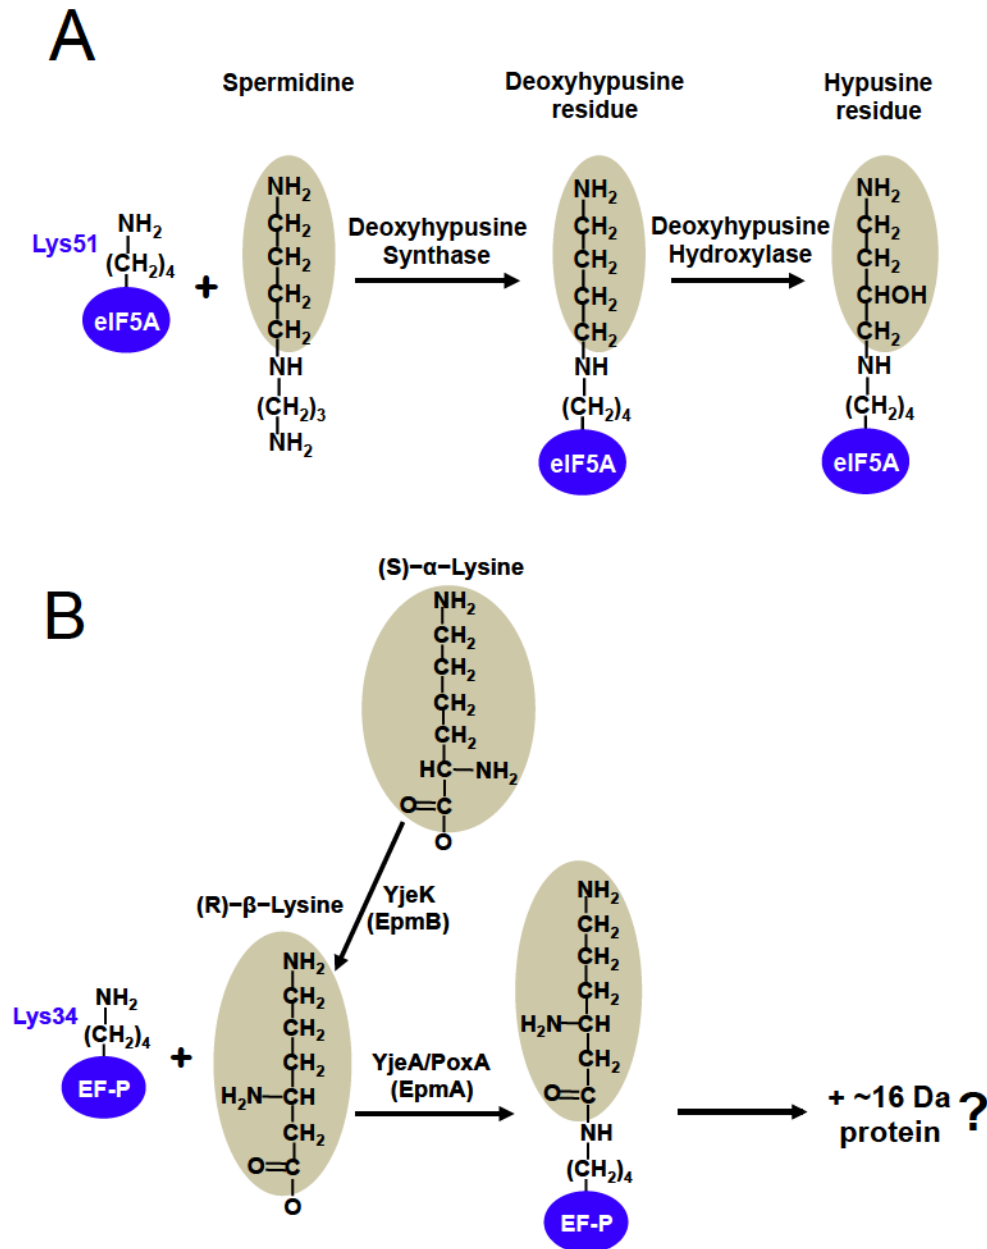 A
Spermidine
Deoxyhypusine
residue
Hypusine
residue
Lys51
NH₂
(CH₂)₄
eIF5A
+
NH₂
CH₂
CH₂
CH₂
CH₂
NH
(CH₂)₃
NH₂
Deoxyhypusine
Synthase
NH₂
CH₂
CH₂
CH₂
CH₂
NH
(CH₂)₄
eIF5A
Deoxyhypusine
Hydroxylase
NH₂
CH₂
CH₂
CHOH
CH₂
NH
(CH₂)₄
eIF5A
B
(S)−α−Lysine
NH₂
CH₂
CH₂
CH₂
CH₂
HC—NH₂
O=C
O
YjeK
(EpmB)
(R)−β−Lysine
Lys34
NH₂
(CH₂)₄
EF-P
+
NH₂
CH₂
CH₂
CH₂
H₂N—CH
CH₂
O=C
O
YjeA/PoxA
(EpmA)
NH₂
CH₂
CH₂
CH₂
H₂N—CH
CH₂
O=C
NH
(CH₂)₄
EF-P
+ ~16 Da
protein ?